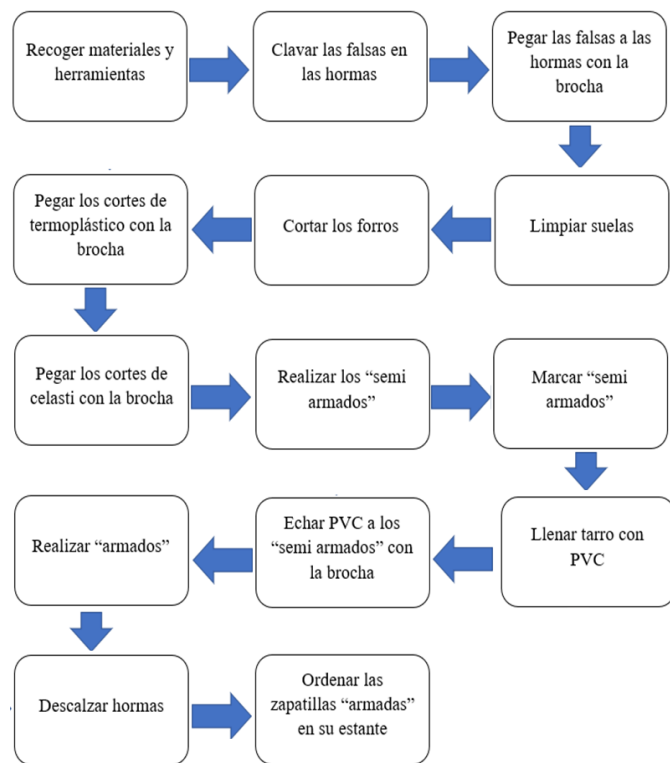 Recoger materiales y
herramientas
Clavar las falsas en
las hormas
Pegar las falsas a las
hormas con la
brocha
Limpiar suelas
Cortar los forros
Pegar los cortes de
termoplástico con la
brocha
Pegar los cortes de
celasti con la brocha
Realizar los “semi
armados”
Marcar “semi
armados”
Llenar tarro con
PVC
Echar PVC a los
“semi armados” con
la brocha
Realizar “armados”
Descalzar hormas
Ordenar las
zapatillas “armadas”
en su estante